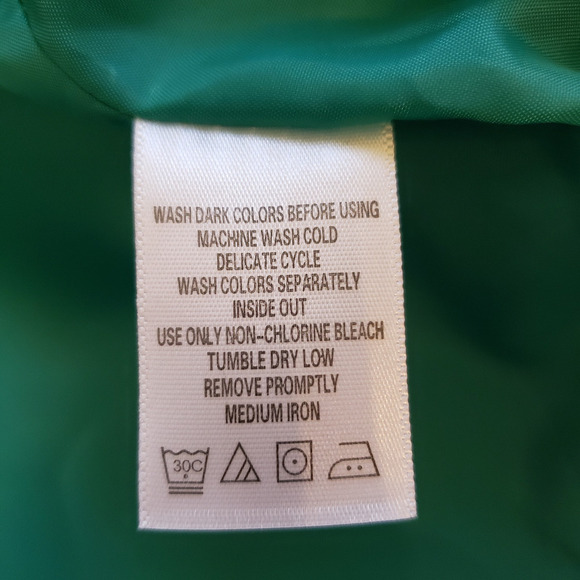 WASH DARK COLORS BEFORE USING
MACHINE WASH COLD
DELICATE CYCLE
WASH COLORS SEPARATELY
INSIDE OUT
USE ONLY NON-CHLORINE BLEACH
TUMBLE DRY LOW
REMOVE PROMPTLY
MEDIUM IRON
30C